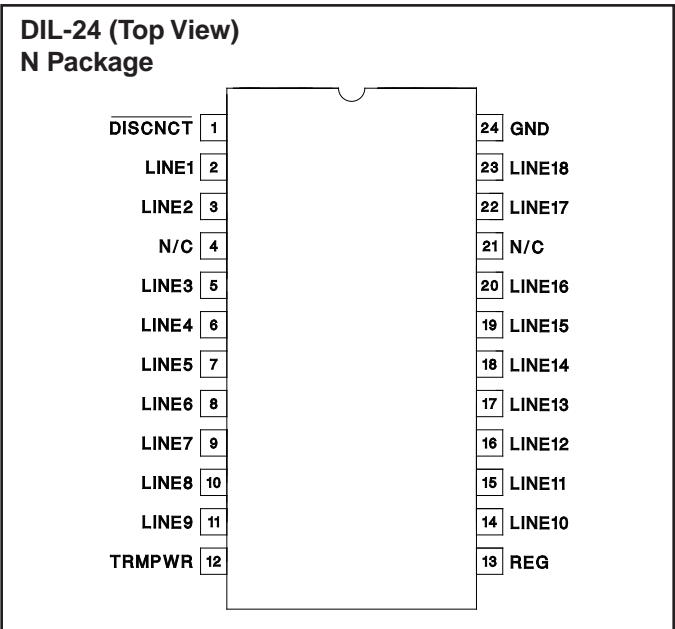 DIL-24 (Top View)
N Package
DISCNCT 1 24 GND
LINE1 2 23 LINE18
LINE2 3 22 LINE17
N/C 4 21 N/C
LINE3 5 20 LINE16
LINE4 6 19 LINE15
LINE5 7 18 LINE14
LINE6 8 17 LINE13
LINE7 9 16 LINE12
LINE8 10 15 LINE11
LINE9 11 14 LINE10
TRMPWR 12 13 REG